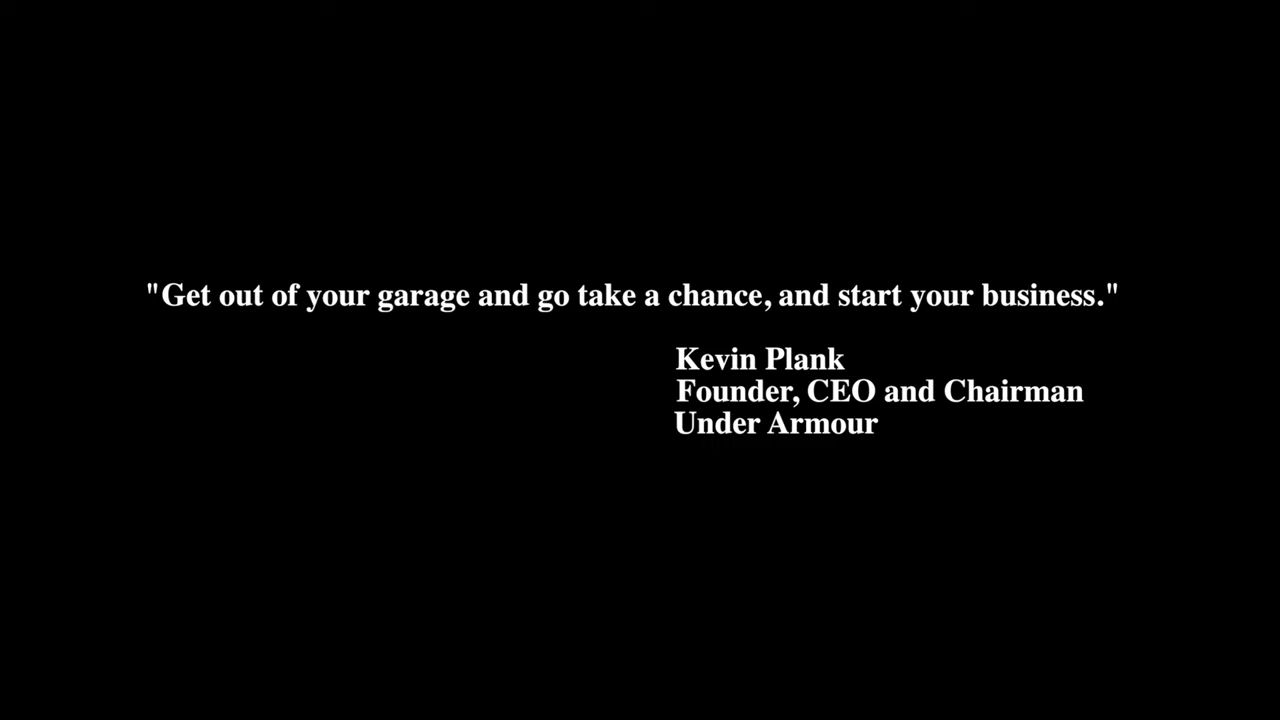 "Get out of your garage and go take a chance, and start your business."
Kevin Plank
Founder, CEO and Chairman
Under Armour